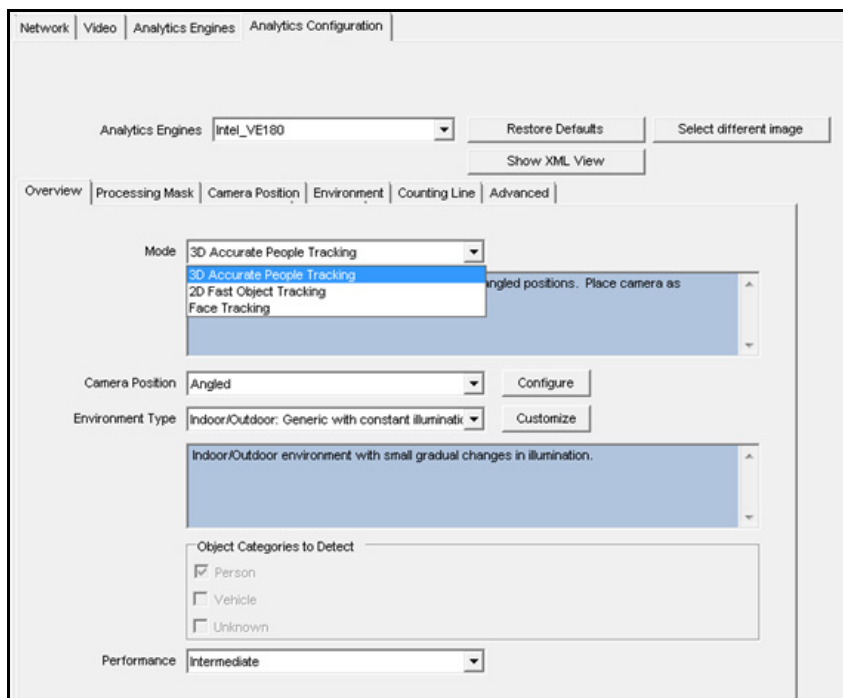 Network Video Analytics Engines Analytics Configuration
Analytics Engines Intel_VE180 Restore Defaults Select different image
Show XML View
Overview Processing Mask Camera Position Environment Counting Line Advanced
Mode 3D Accurate People Tracking
3D Accurate People Tracking
2D Fast Object Tracking
angled positions. Place camera as
Face Tracking
Camera Position Angled Configure
Environment Type Indoor/Outdoor: Generic with constant Customize
Indoor/Outdoor environment with small gradual changes in illumination.
Object Categories to Detect
Person
Vehicle
Unknown
Performance Intermediate